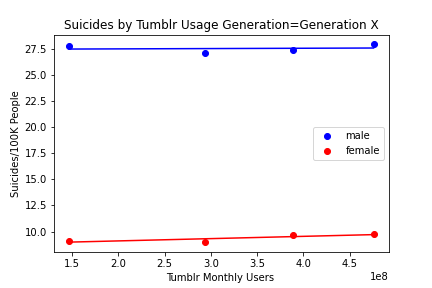 Suicides by Tumblr Usage Generation=Generation X
Suicides/100K People
27.5
25.0
22.5
20.0
17.5
15.0
12.5
10.0
male
female
1.5 2.0 2.5 3.0 3.5 4.0 4.5
1e8
Tumblr Monthly Users